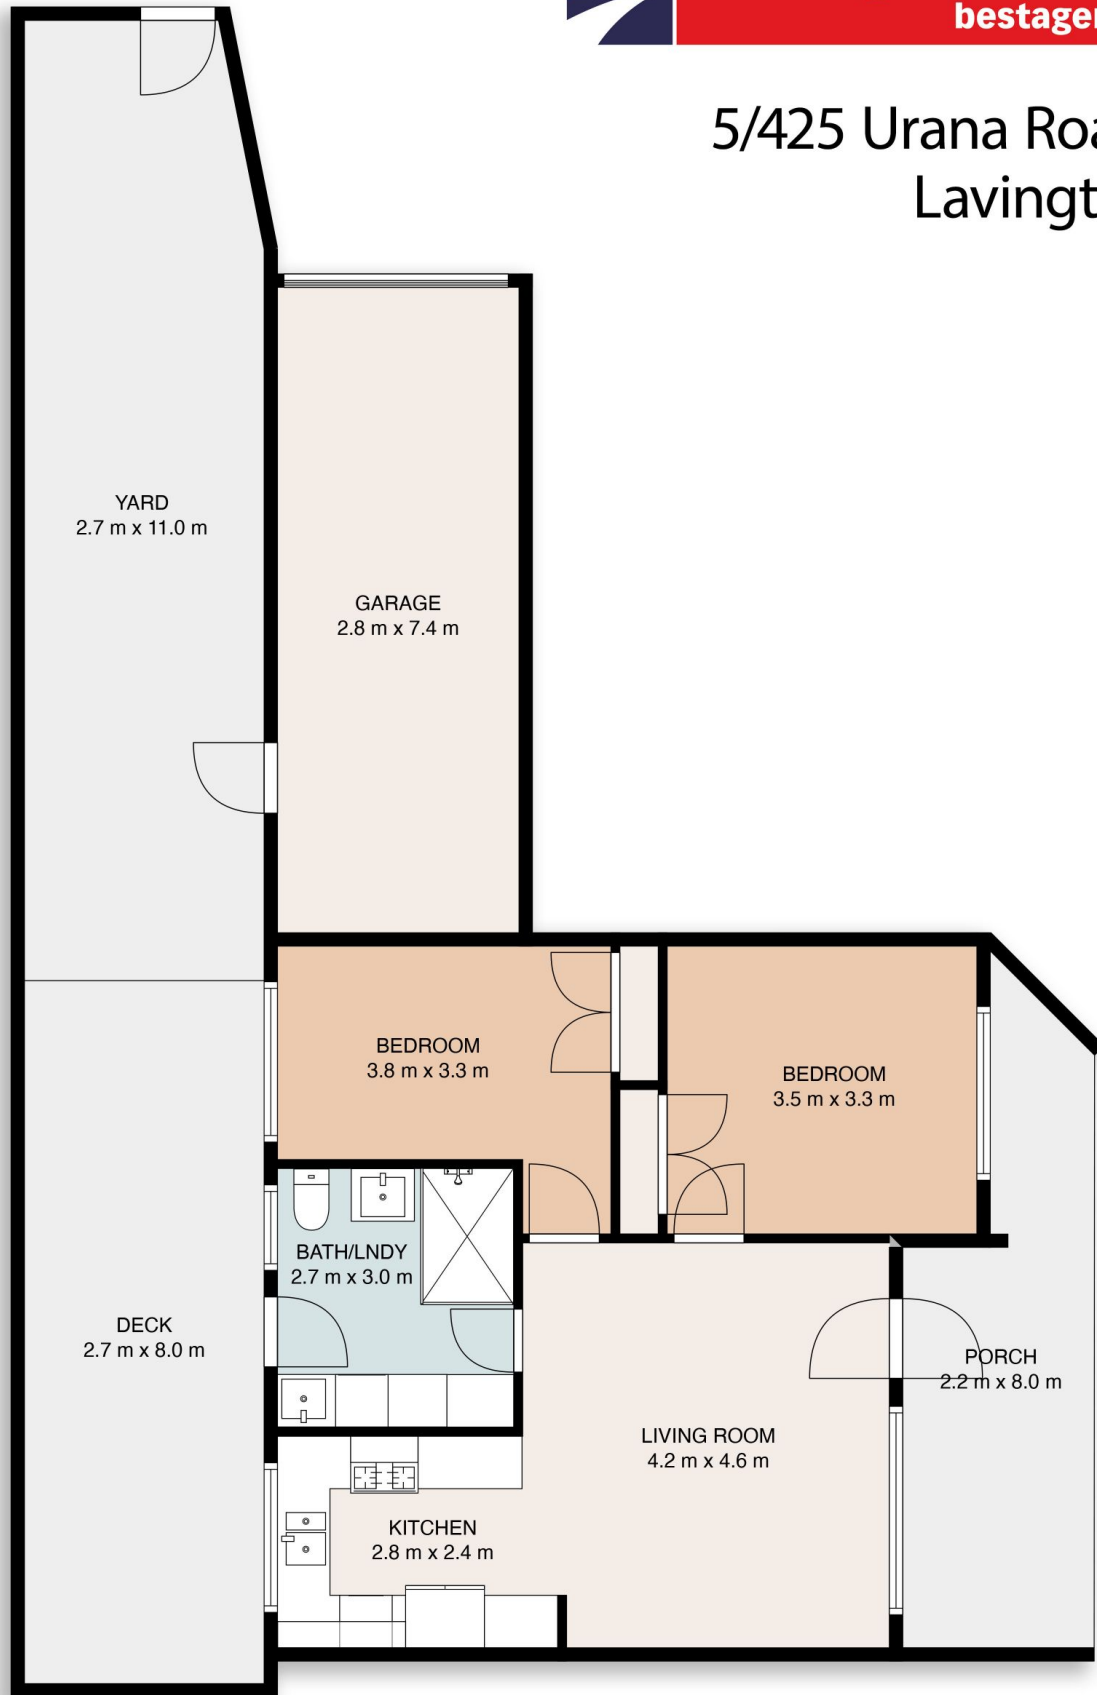 bestagen
5/425 Urana Roa
Lavingt
YARD
2.7 m x 11.0 m
GARAGE
2.8 m x 7.4 m
BEDROOM
3.8 m x 3.3 m
BEDROOM
3.5 m x 3.3 m
BATH/LNDY
2.7 m x 3.0 m
DECK
2.7 m x 8.0 m
PORCH
2.2 m x 8.0 m
LIVING ROOM
4.2 m x 4.6 m
KITCHEN
2.8 m x 2.4 m